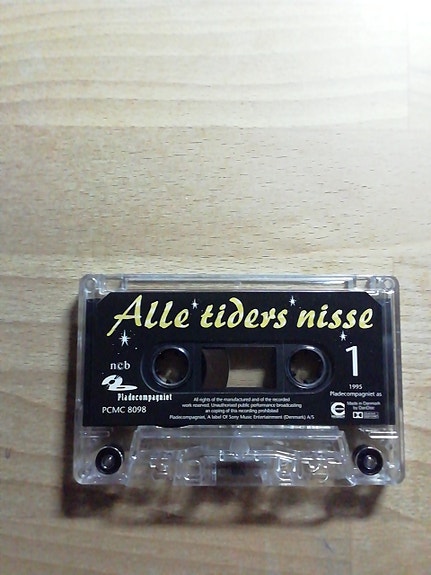 Alle tiders nisse
ncb
1
Pladecompagniet
PCMC 8098
All rights of the manufactured and of the recorded
work reserved. Unauthorised public performance broadcasting
an copying of this recording prohibited
Pladecompagniet, A label Of Sony Music Entertainment (Denmark) A/S
1995
Pladecompagniet as
Made in Denmark
by DanDisc